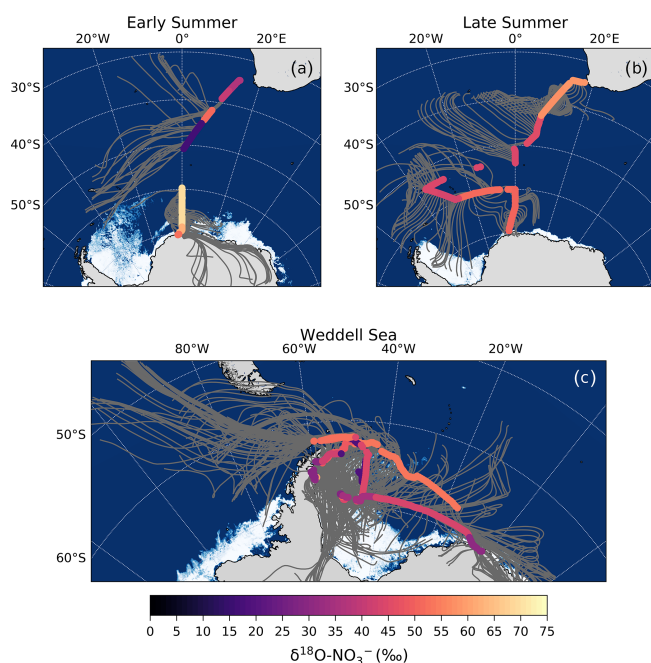 Early Summer
Late Summer
20°W 0° 20°E
20°W 0° 20°E
(a)
(b)
30°S
40°S
50°S
30°S
40°S
50°S
Weddell Sea
80°W 60°W 40°W 20°W
(c)
50°S
60°S
0 5 10 15 20 25 30 35 40 45 50 55 60 65 70 75
δ¹⁸O-NO₃⁻(‰)